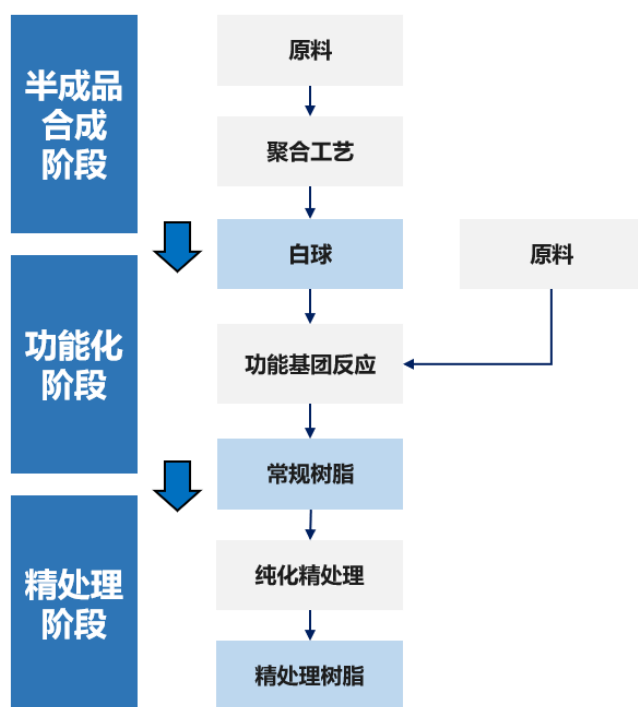 半成品
合成
阶段
原料
聚合工艺
白球
原料
功能化
阶段
功能基团反应
常规树脂
精处理
阶段
纯化精处理
精处理树脂